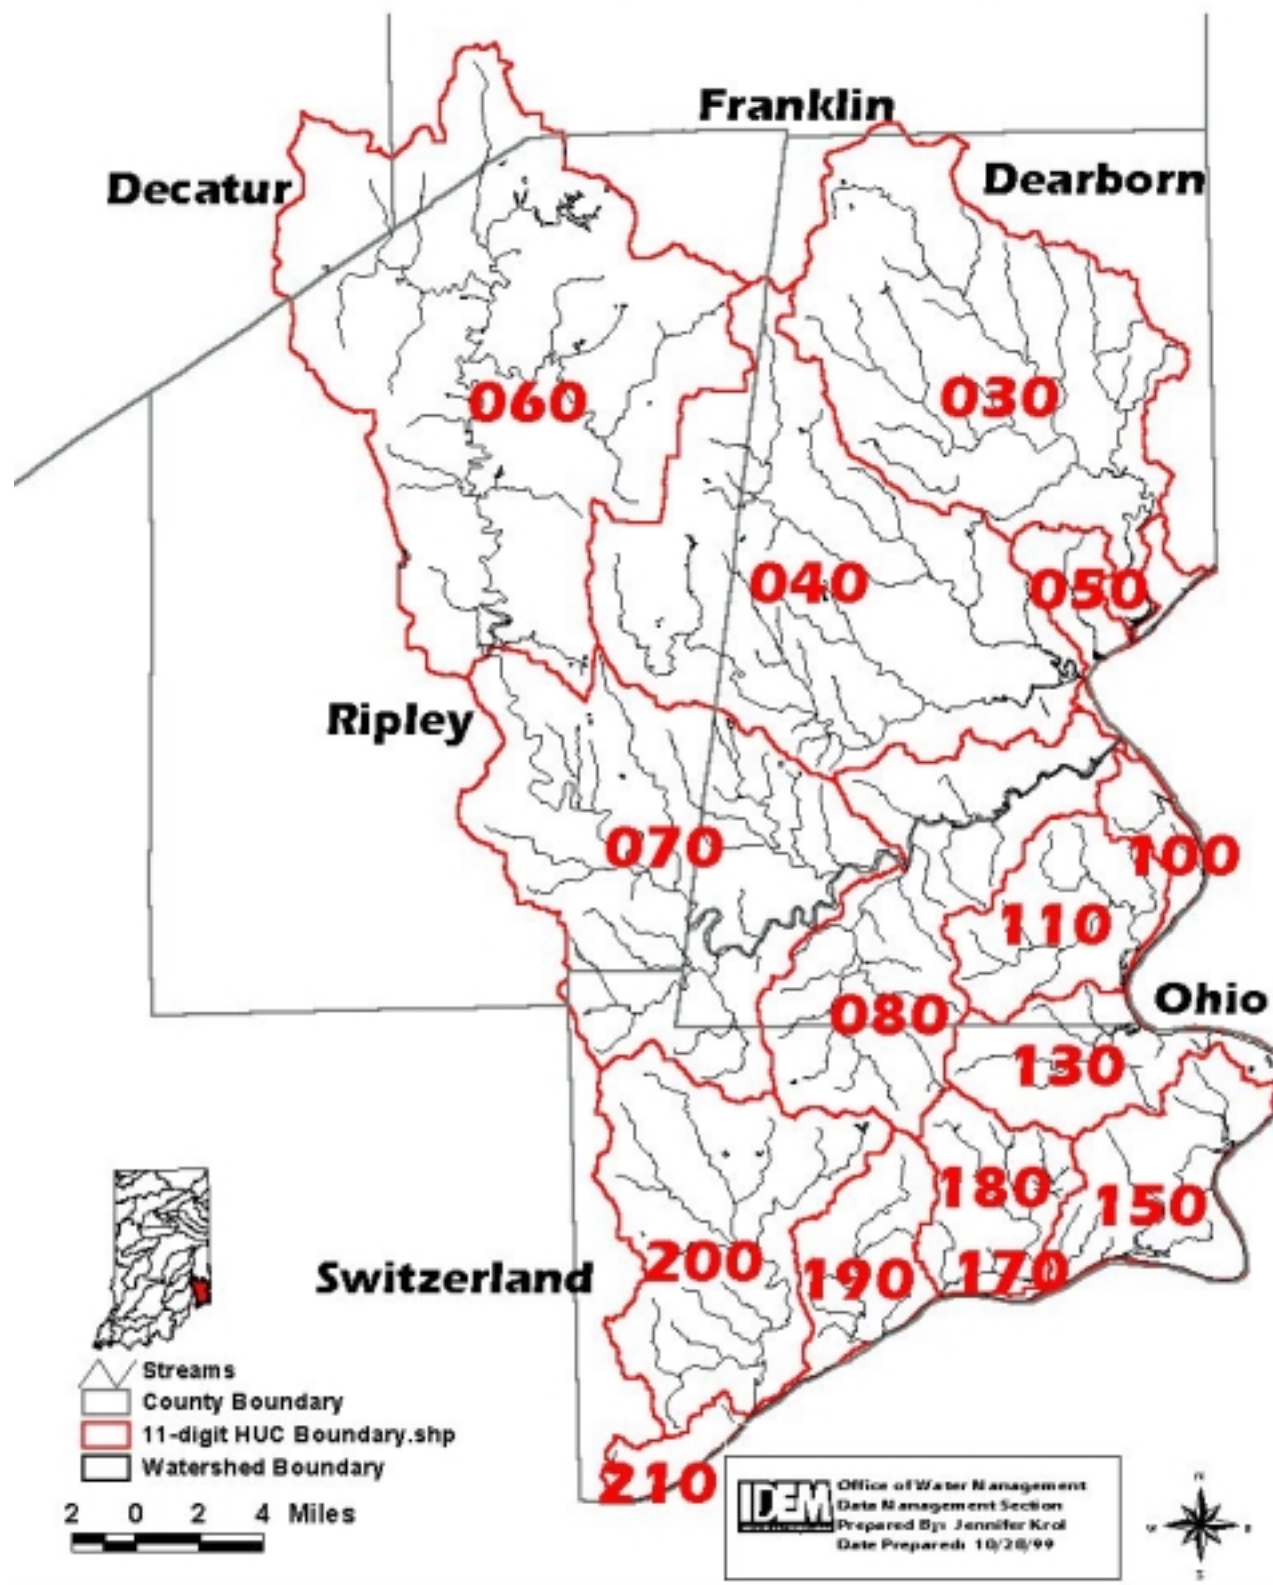 Franklin
Decatur
Dearborn
060
030
040
050
Ripley
070
100
110
080
Ohio
130
180
150
200
190
170
Switzerland
210
Streams
County Boundary
11-digit HUC Boundary.shp
Watershed Boundary
2 0 2 4 Miles
IDEM
Office of Water Management
Data Management Section
Prepared By: Jennifer Krol
Date Prepared: 10/28/99
N
S